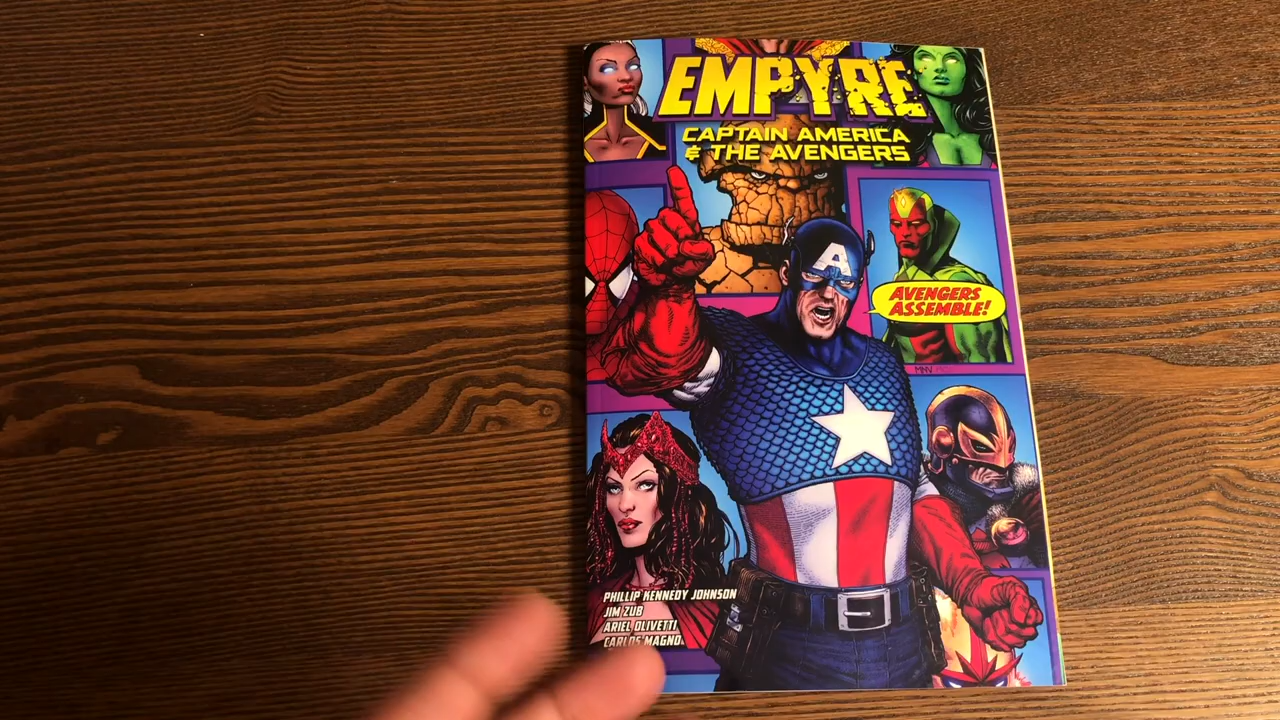 EMPYRE
CAPTAIN AMERICA
& THE AVENGERS
A
AVENGERS
ASSEMBLE!
PHILLIP KENNEDY JOHNSON
JIM ZUB
ARIEL OLIVETTI
CARLOS MAGNO